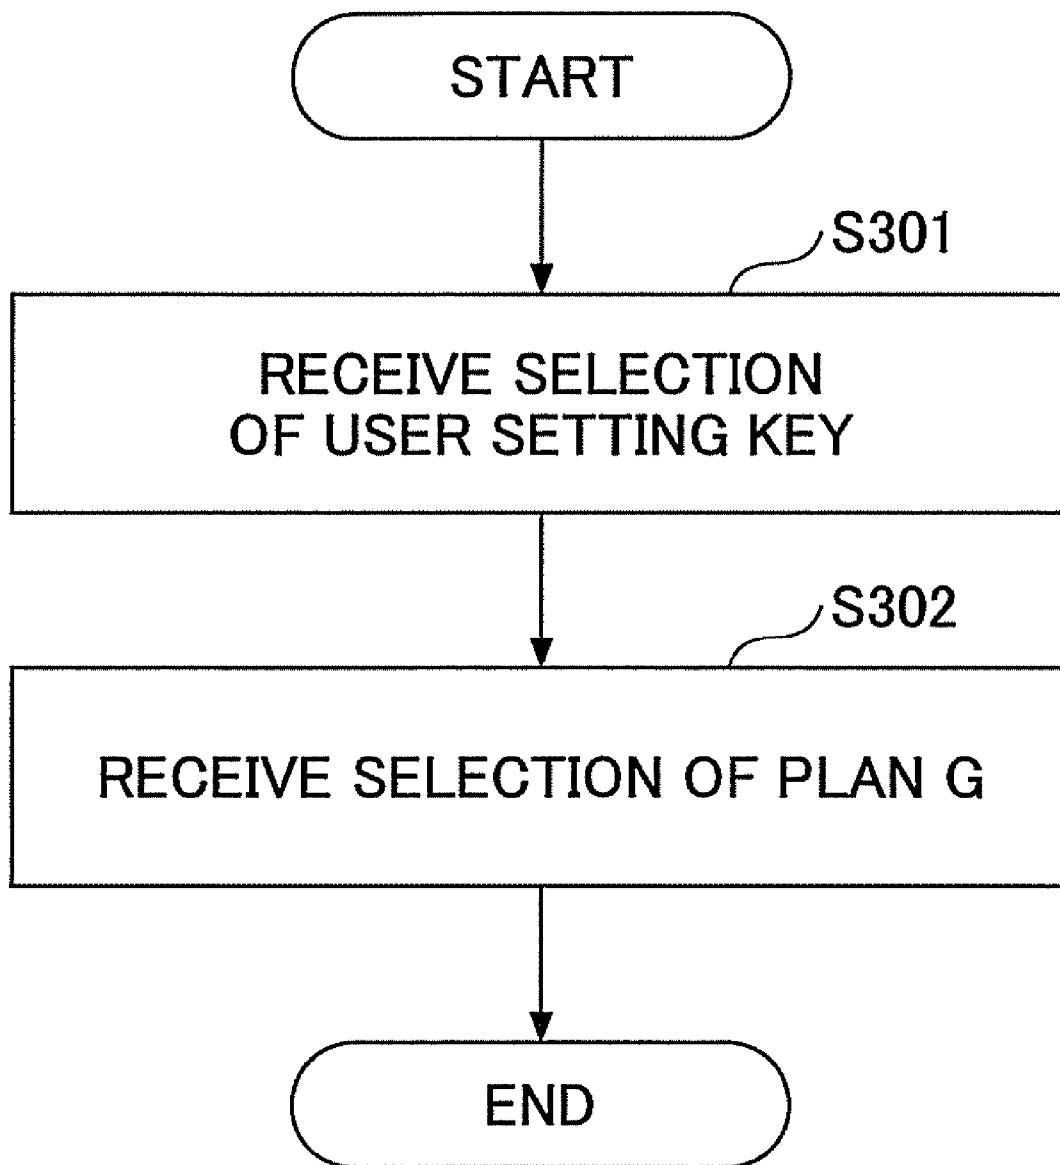 START
S301
RECEIVE SELECTION
OF USER SETTING KEY
S302
RECEIVE SELECTION OF PLAN G
END